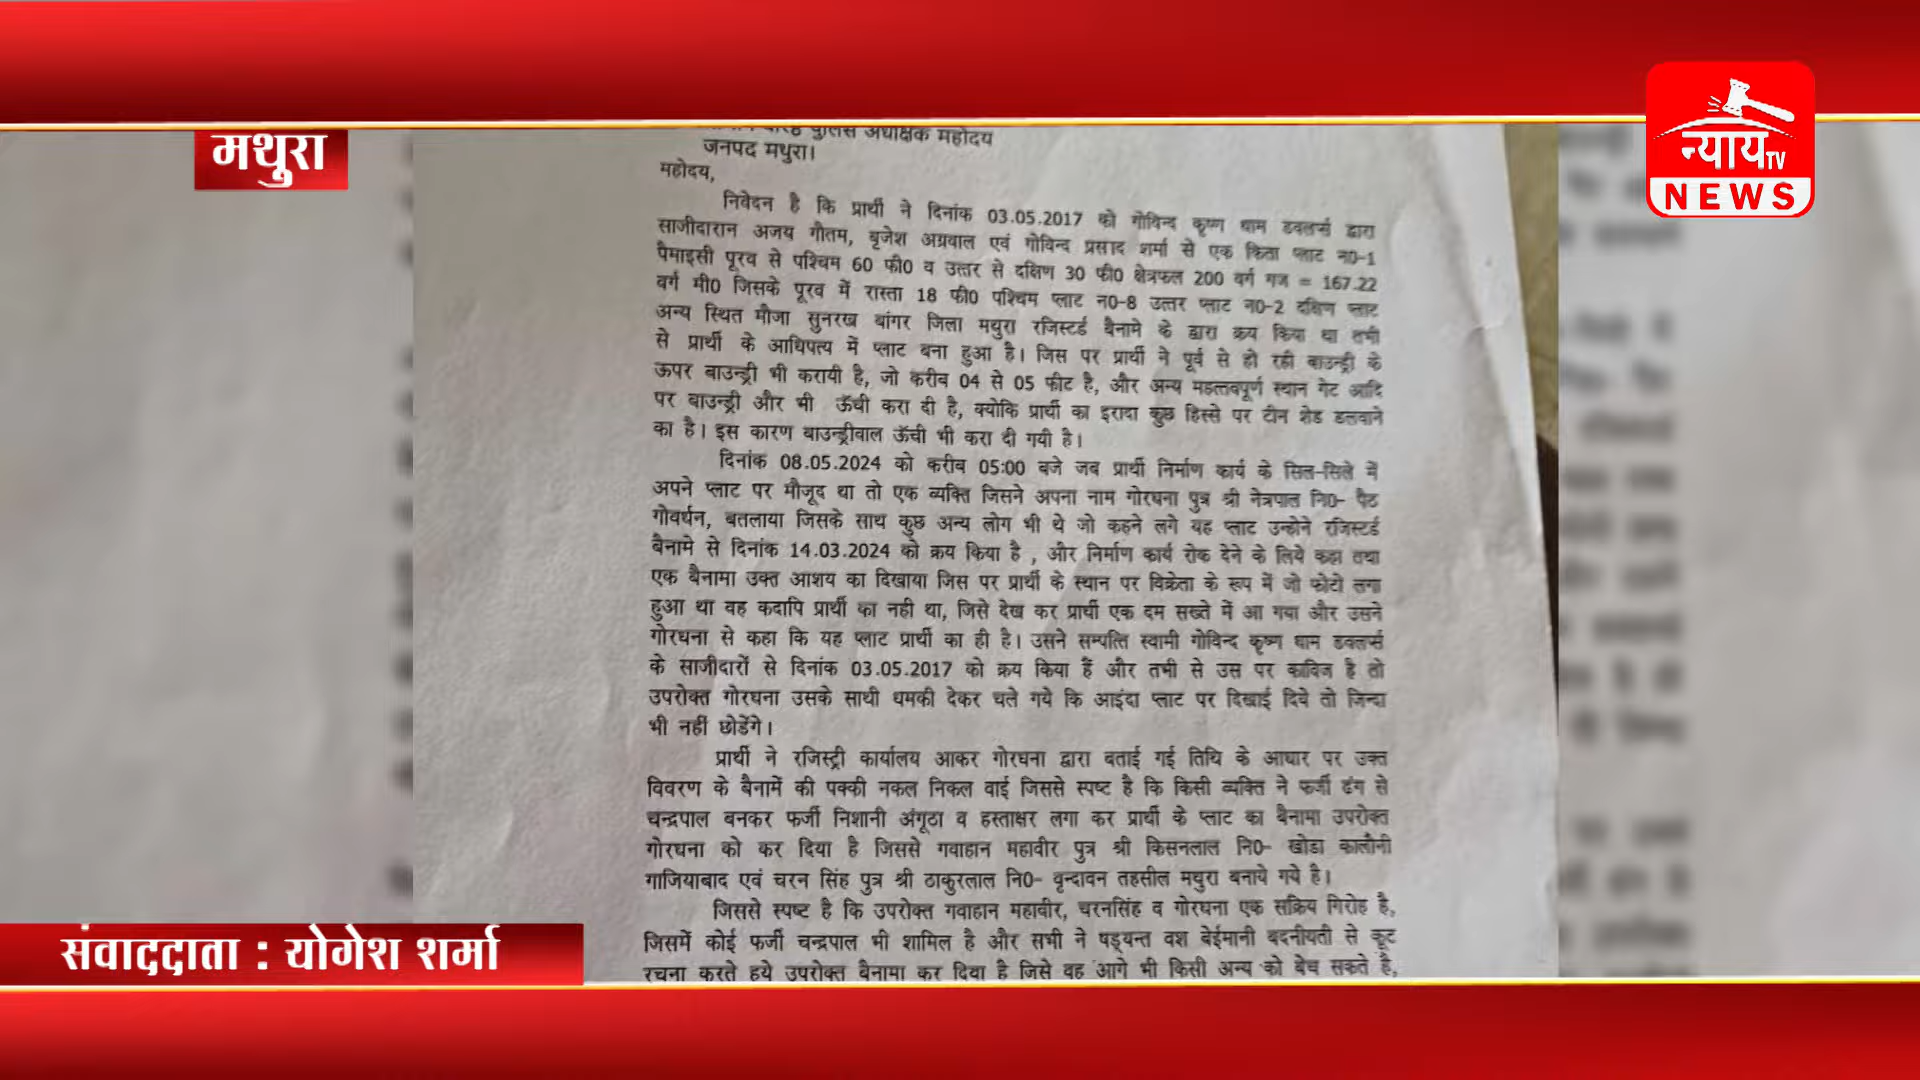 मथुरा
न्याय TV
NEWS
पुलिस अधीक्षक महोदय
जनपद मथुरा।
महोदय,
निवेदन है कि प्रार्थी ने दिनांक 03.05.2017 को गोविन्द कृष्ण धाम डवलर्प्स द्वारा
साजीदारान अजय गौतम, बृजेश अग्रवाल एवं गोविन्द प्रसाद शर्मा से एक किता प्लाट न0-1
पैमाइसी पूरव से पश्चिम 60 फी0 व उत्तर से दक्षिण 30 फी0 क्षेत्रफल 200 वर्ग गज = 167.22
वर्ग मी0 जिसके पूरव में रास्ता 18 फी0 पश्चिम प्लाट न0-8 उत्तर प्लाट न0-2 दक्षिण प्लाट
अन्य स्थित मौजा सुनरख बांगर जिला मथुरा रजिस्टर्ड बैनामे के द्वारा क्रय किया था तभी
से प्रार्थी के आधिपत्य में प्लाट बना हुआ है। जिस पर प्रार्थी ने पूर्व से हो रही बाउन्ड्री के
ऊपर बाउन्ड्री भी करायी है, जो करीब 04 से 05 फीट है, और अन्य महत्तवपूर्ण स्थान गेट आदि
पर बाउन्ड्री और भी ऊँची करा दी है, क्योकि प्रार्थी का इरादा कुछ हिस्से पर टीन शेड डलवाने
का है। इस कारण बाउन्ड्रीवाल ऊँची भी करा दी गयी है।
दिनांक 08.05.2024 को करीब 05:00 बजे जब प्रार्थी निर्माण कार्य के सिल-सिले में
अपने प्लाट पर मौजूद था तो एक व्यक्ति जिसने अपना नाम गोरधना पुत्र श्री नेत्रपाल नि0- पैठ
गोवर्धन, बतलाया जिसके साथ कुछ अन्य लोग भी थे जो कहने लगे यह प्लाट उन्होने रजिस्टर्ड
बैनामे से दिनांक 14.03.2024 को क्रय किया है , और निर्माण कार्य रोक देने के लिये कहा तथा
एक बैनामा उक्त आशय का दिखाया जिस पर प्रार्थी के स्थान पर विक्रेता के रूप में जो फोटो लगा
हुआ था वह कदापि प्रार्थी का नही था, जिसे देख कर प्रार्थी एक दम सख्ते में आ गया और उसने
गोरधना से कहा कि यह प्लाट प्रार्थी का ही है। उसने सम्पत्ति स्वामी गोविन्द कृष्ण धाम डवलर्प्स
के साजीदारों से दिनांक 03.05.2017 को क्रय किया हैं और तभी से उस पर काविज है तो
उपरोक्त गोरधना उसके साथी धमकी देकर चले गये कि आइंदा प्लाट पर दिखाई दिये तो जिन्दा
भी नहीं छोडेंगे।
प्रार्थी ने रजिस्ट्री कार्यालय आकर गोरधना द्वारा बताई गई तिथि के आधार पर उक्त
विवरण के बैनामें की पक्की नकल निकल वाई जिससे स्पष्ट है कि किसी व्यक्ति ने फर्जी ढंग से
चन्द्रपाल बनकर फर्जी निशानी अंगूठा व हस्ताक्षर लगा कर प्रार्थी के प्लाट का बैनामा उपरोक्त
गोरधना को कर दिया है जिससे गवाहान महावीर पुत्र श्री किसनलाल नि0- खोडा कालौनी
गाजियाबाद एवं चरन सिंह पुत्र श्री ठाकुरलाल नि0- वृन्दावन तहसील मथुरा बनाये गये है।
जिससे स्पष्ट है कि उपरोक्त गवाहान महावीर, चरनसिंह व गोरधना एक सक्रिय गिरोह है,
जिसमें कोई फर्जी चन्द्रपाल भी शामिल है और सभी ने षड्यन्त वश बेईमानी बदनीयती से कूट
रचना करते हुये उपरोक्त बैनामा कर दिया है जिसे वह आगे भी किसी अन्य को बेच सकते है,
संवाददाता : योगेश शर्मा